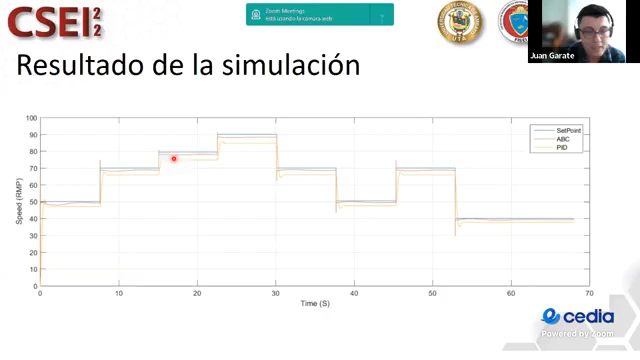 CSEI 2022
Zoom Meetings
está usando la cámara web
UTA
Juan Garate
Resultado de la simulación
100
90
80
70
60
50
40
30
20
10
0
Speed (RMP)
SetPoint
ABC
PID
0
10
20
30
40
50
60
70
Time (S)
cedia
Powered by Zoom